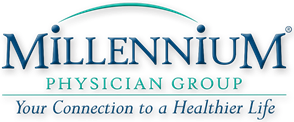 MILLENNIUM®
PHYSICIAN GROUP
Your Connection to a Healthier Life